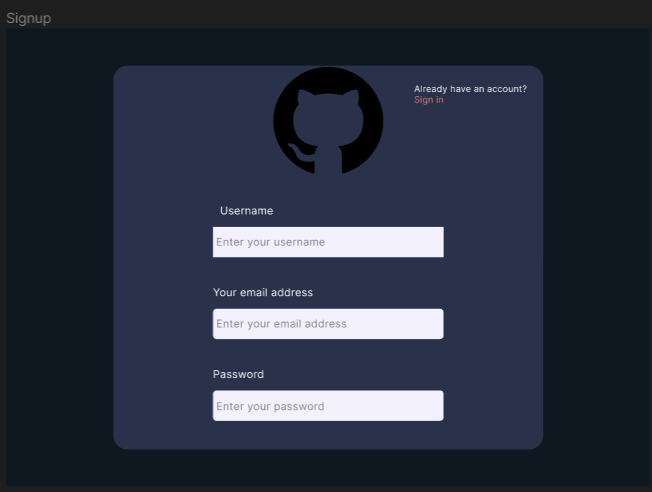 Signup
Already have an account?
Sign in
Username
Enter your username
Your email address
Enter your email address
Password
Enter your password